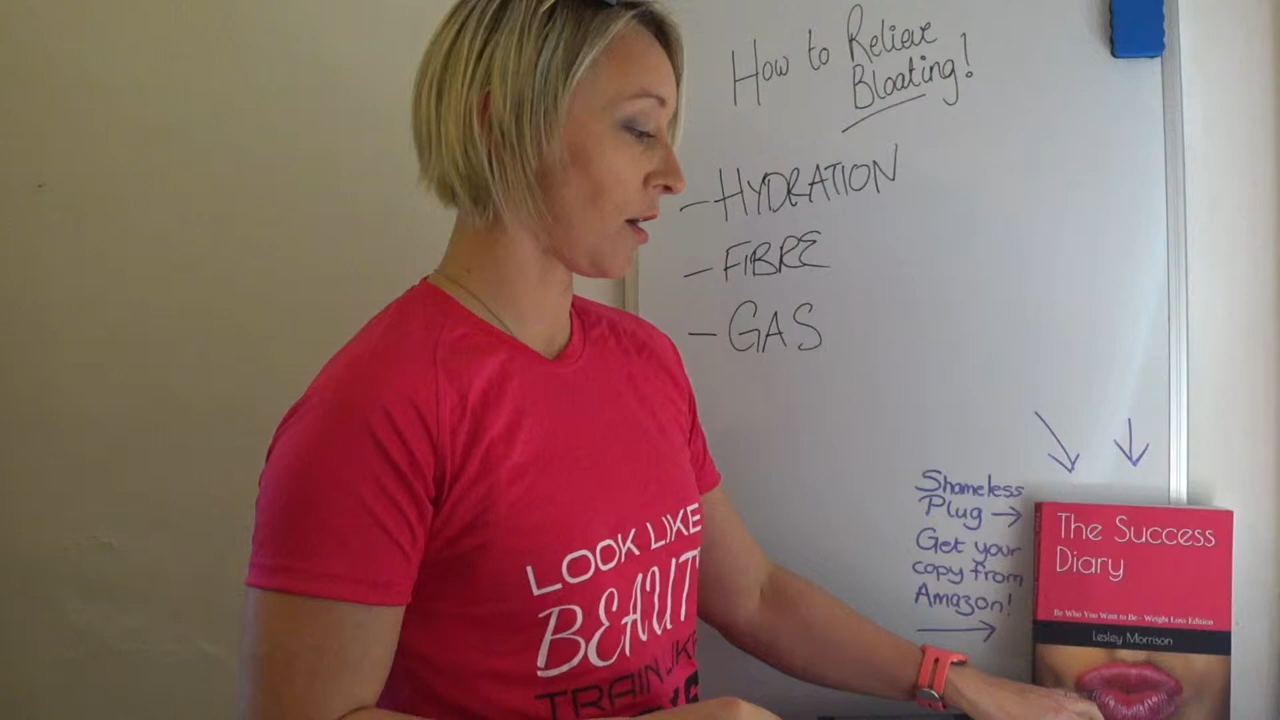 How to Relieve
Bloating!
- HYDRATION
- FIBRE
- GAS
Shameless
Plug →
Get your
copy from
Amazon!
The Success
Diary
Be Who You Want to Be - Weight Loss Edition
Lesley Morrison
LOOK LIKE
BEAUT
TRAIN LIKE